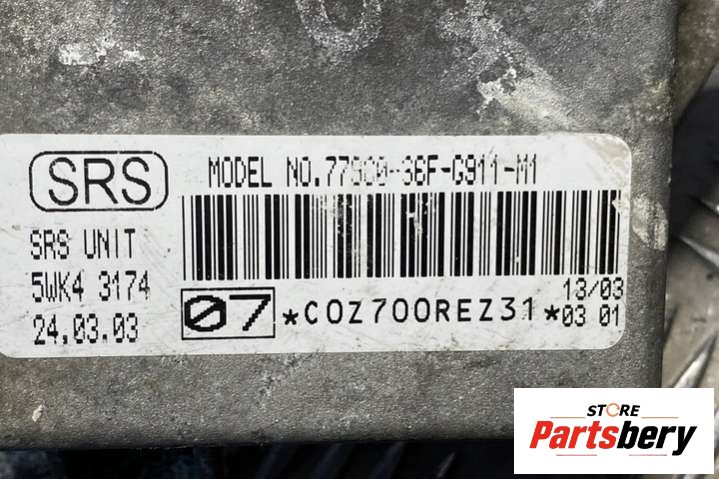 SRS
MODEL NO.77960-S6F-G911-M1
SRS UNIT
5WK4 3174
24.03.03
07
*COZ700REZ31*
13/03
03 01
STORE
Partsbery